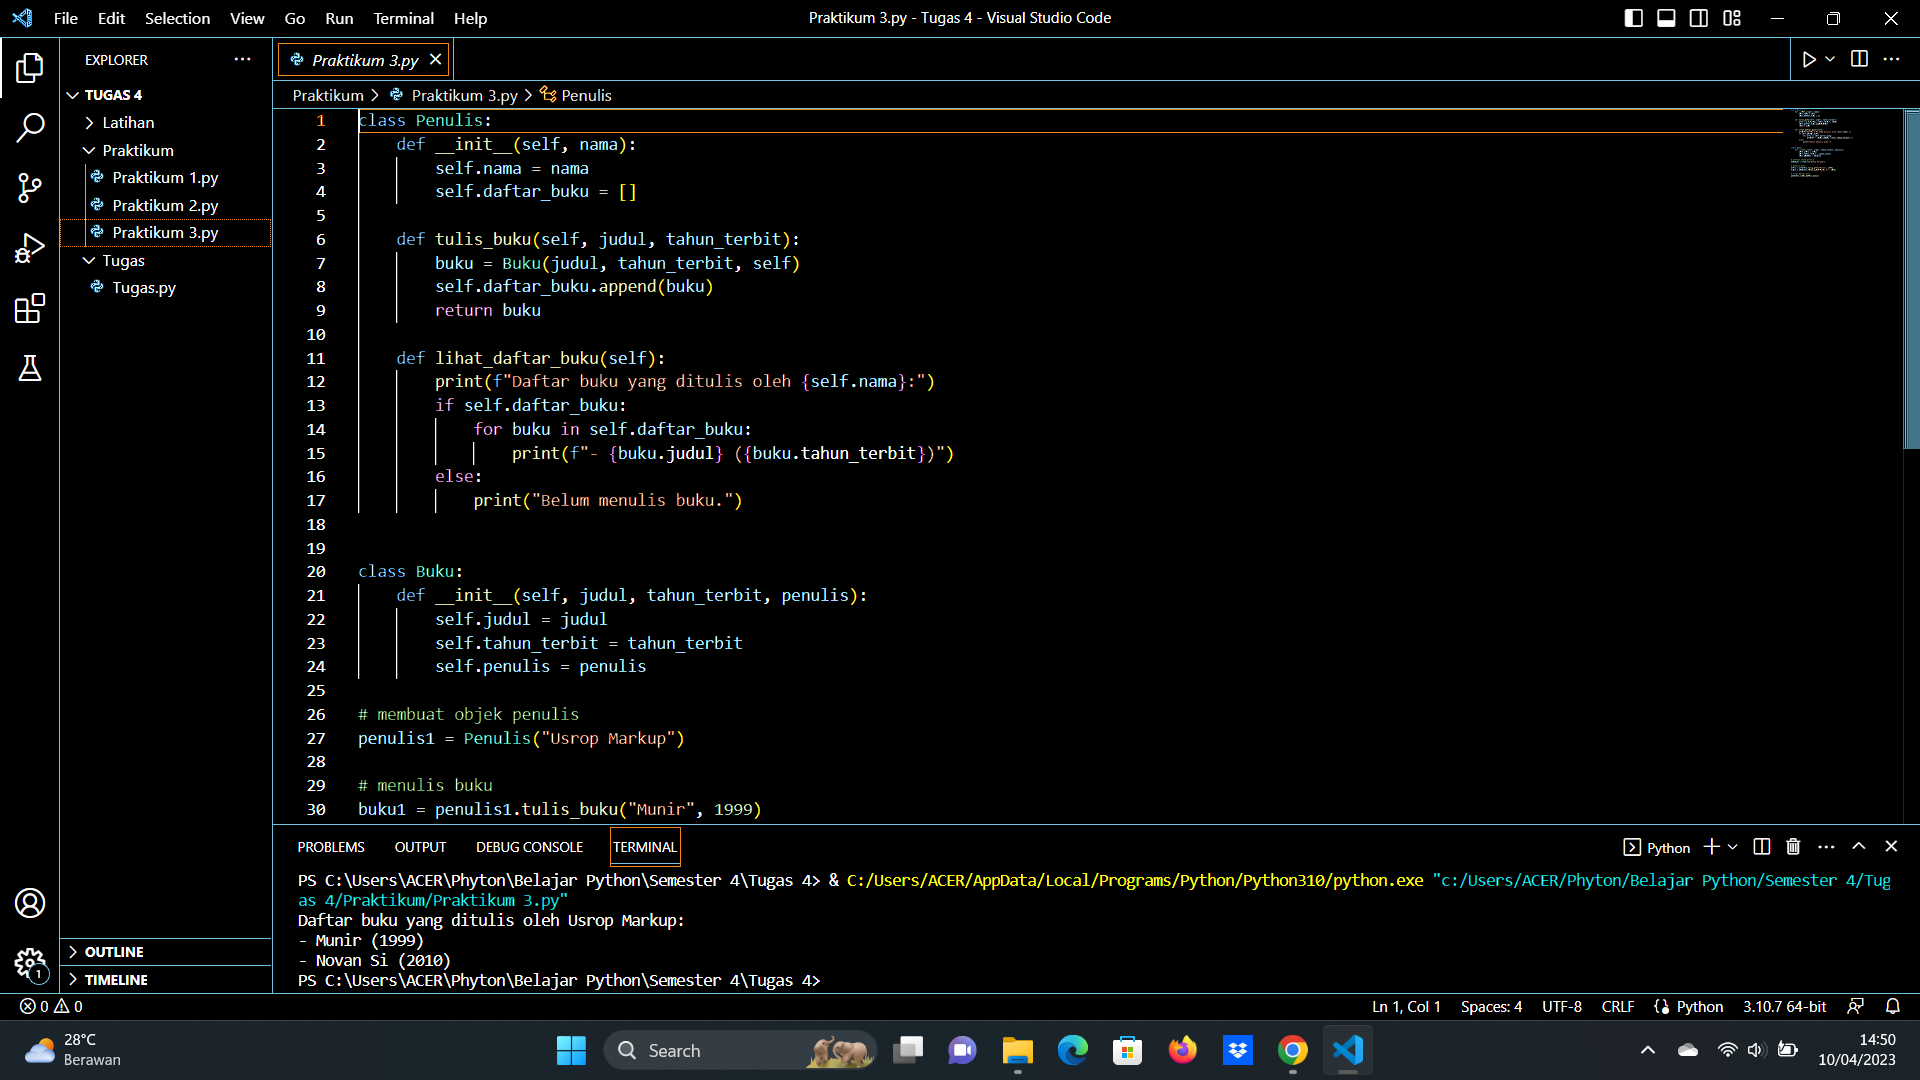 File Edit Selection View Go Run Terminal Help
Praktikum 3.py - Tugas 4 - Visual Studio Code
EXPLORER
TUGAS 4
Latihan
Praktikum
Praktikum 1.py
Praktikum 2.py
Praktikum 3.py
Tugas
Tugas.py
OUTLINE
TIMELINE
Praktikum 3.py
Praktikum > Praktikum 3.py > Penulis
1 class Penulis:
2     def __init__(self, nama):
3         self.nama = nama
4         self.daftar_buku = []
5
6     def tulis_buku(self, judul, tahun_terbit):
7         buku = Buku(judul, tahun_terbit, self)
8         self.daftar_buku.append(buku)
9         return buku
10
11     def lihat_daftar_buku(self):
12         print(f"Daftar buku yang ditulis oleh {self.nama}:")
13         if self.daftar_buku:
14             for buku in self.daftar_buku:
15                 print(f"- {buku.judul} ({buku.tahun_terbit})")
16         else:
17             print("Belum menulis buku.")
18
19
20 class Buku:
21     def __init__(self, judul, tahun_terbit, penulis):
22         self.judul = judul
23         self.tahun_terbit = tahun_terbit
24         self.penulis = penulis
25
26 # membuat objek penulis
27 penulis1 = Penulis("Usrop Markup")
28
29 # menulis buku
30 buku1 = penulis1.tulis_buku("Munir", 1999)
PROBLEMS OUTPUT DEBUG CONSOLE TERMINAL
Python
PS C:\Users\ACER\Phyton\Belajar Python\Semester 4\Tugas 4> & C:/Users/ACER/AppData/Local/Programs/Python/Python310/python.exe "c:/Users/ACER/Phyton/Belajar Python/Semester 4/Tug
as 4/Praktikum/Praktikum 3.py"
Daftar buku yang ditulis oleh Usrop Markup:
- Munir (1999)
- Novan Si (2010)
PS C:\Users\ACER\Phyton\Belajar Python\Semester 4\Tugas 4>
1
0 0
Ln 1, Col 1 Spaces: 4 UTF-8 CRLF Python 3.10.7 64-bit
28°C
Berawan
Search
14:50
10/04/2023